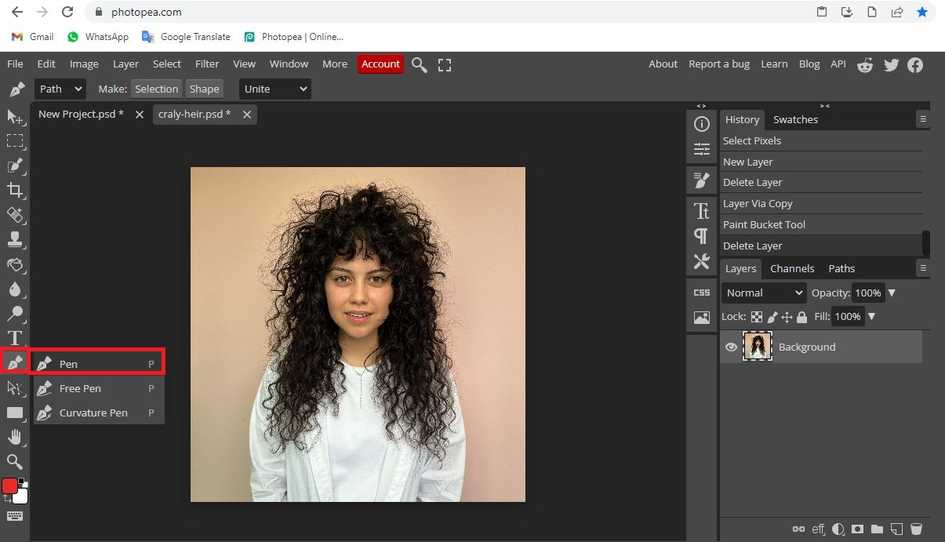 photopea.com
Gmail WhatsApp Google Translate Photopea | Online...
File Edit Image Layer Select Filter View Window More Account About Report a bug Learn Blog API
Path Make: Selection Shape Unite
New Project.psd * craly-heir.psd *
History Swatches
Select Pixels
New Layer
Delete Layer
Layer Via Copy
Paint Bucket Tool
Delete Layer
Layers Channels Paths
Normal Opacity: 100%
Lock: Fill: 100%
Background
CSS
Pen P
Free Pen P
Curvature Pen P
eff